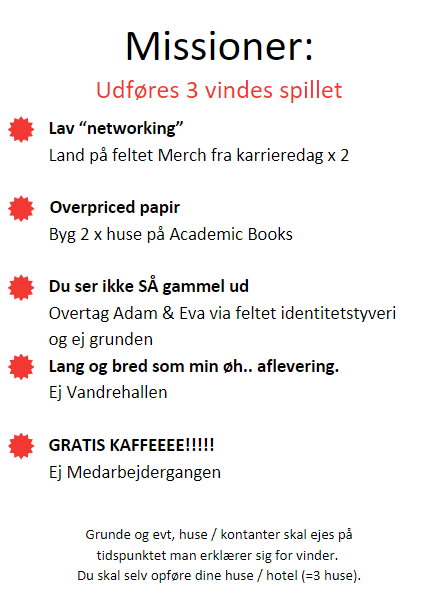 Missioner:
Udføres 3 vindes spillet
Lav “networking”
Land på feltet Merch fra karrieredag x 2
Overpriced papir
Byg 2 x huse på Academic Books
Du ser ikke SÅ gammel ud
Overtag Adam & Eva via feltet identitetstyveri
og ej grunden
Lang og bred som min øh.. aflevering.
Ej Vandrehallen
GRATIS KAFFEEEE!!!!!
Ej Medarbejdergangen
Grunde og evt, huse / kontanter skal ejes på
tidspunktet man erklærer sig for vinder.
Du skal selv opføre dine huse / hotel (=3 huse).